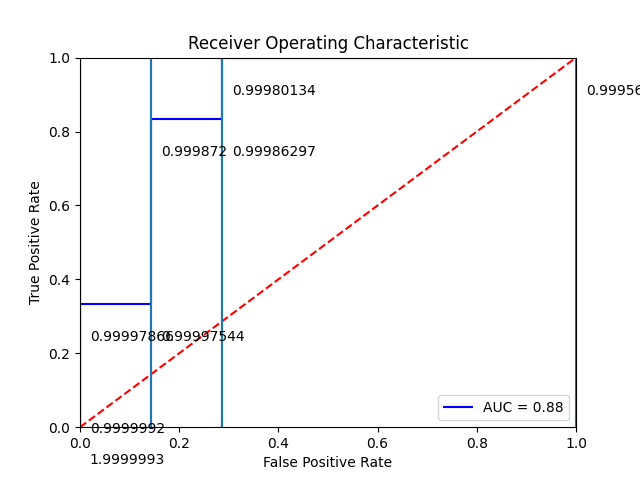 Receiver Operating Characteristic
1.0
0.99980134
0.99956
0.8
0.999872
0.99986297
0.6
True Positive Rate
0.4
0.99997866
0.99997544
0.2
AUC = 0.88
0.0
0.9999992
0.0 0.2 0.4 0.6 0.8 1.0
1.9999993
False Positive Rate